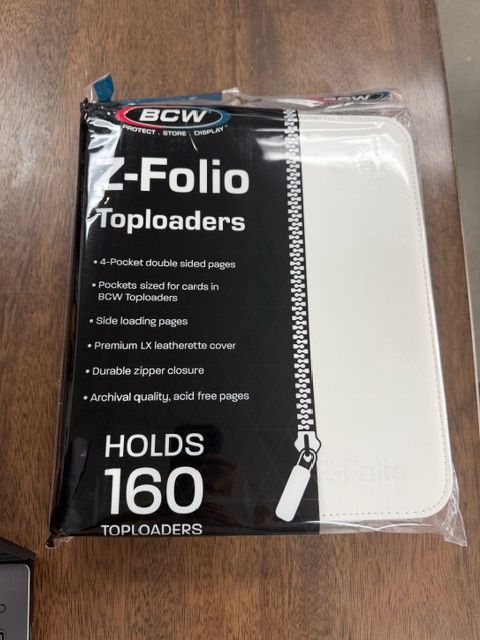 BCW
BCW
PROTECT . STORE . DISPLAY
Z-Folio
Toploaders
• 4-Pocket double sided pages
• Pockets sized for cards in
BCW Toploaders
• Side loading pages
• Premium LX leatherette cover
• Durable zipper closure
• Archival quality, acid free pages
HOLDS
160
TOPLOADERS
Z-Folio